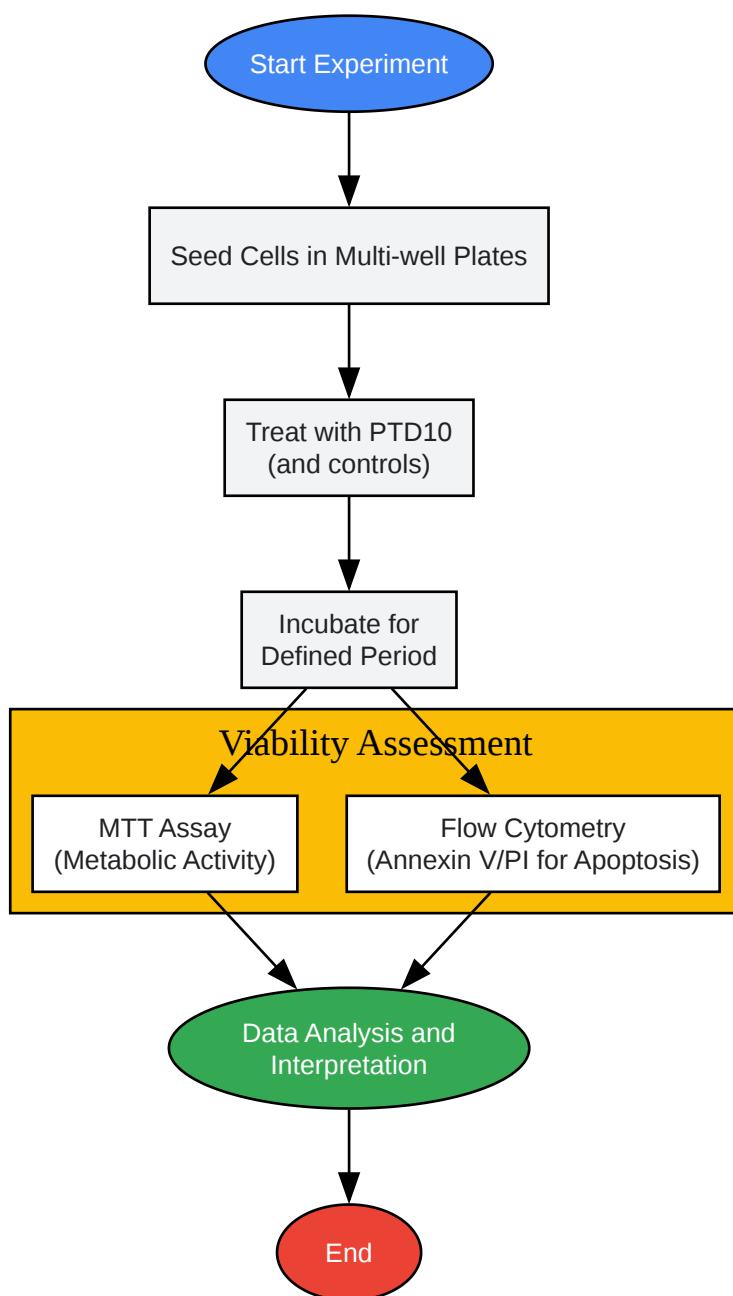 Start Experiment
Seed Cells in Multi-well Plates
Treat with PTD10
(and controls)
Incubate for
Defined Period
Viability Assessment
MTT Assay
(Metabolic Activity)
Flow Cytometry
(Annexin V/PI for Apoptosis)
Data Analysis and
Interpretation
End